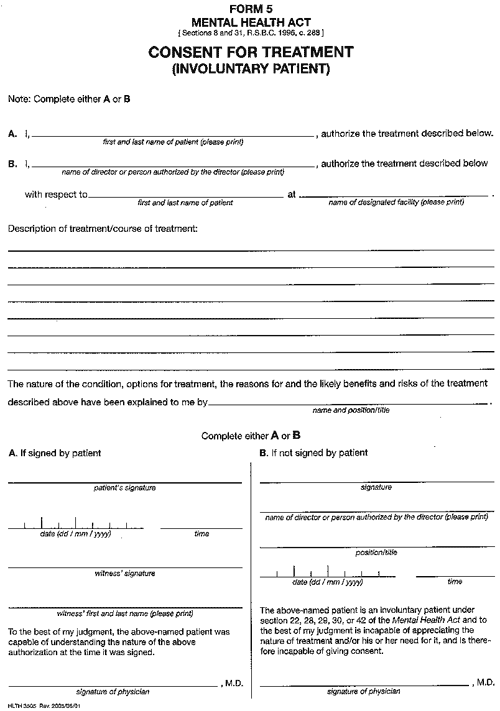 FORM 5
MENTAL HEALTH ACT
[ Sections 8 and 31, R.S.B.C. 1996, c. 288 ]
CONSENT FOR TREATMENT
(INVOLUNTARY PATIENT)
Note: Complete either A or B
A. I, , authorize the treatment described below.
first and last name of patient (please print)
B. I, , authorize the treatment described below
name of director or person authorized by the director (please print)
with respect to at .
first and last name of patient name of designated facility (please print)
Description of treatment/course of treatment:
The nature of the condition, options for treatment, the reasons for and the likely benefits and risks of the treatment
described above have been explained to me by .
name and position/title
Complete either A or B
A. If signed by patient
patient's signature
date (dd / mm / yyyy) time
witness' signature
witness' first and last name (please print)
To the best of my judgment, the above-named patient was
capable of understanding the nature of the above
authorization at the time it was signed.
, M.D.
signature of physician
HLTH 3505 Rev. 2005/06/01
B. If not signed by patient
signature
name of director or person authorized by the director (please print)
position/title
date (dd / mm / yyyy) time
The above-named patient is an involuntary patient under
section 22, 28, 29, 30, or 42 of the Mental Health Act and to
the best of my judgment is incapable of appreciating the
nature of treatment and/or his or her need for it, and is there-
fore incapable of giving consent.
, M.D.
signature of physician